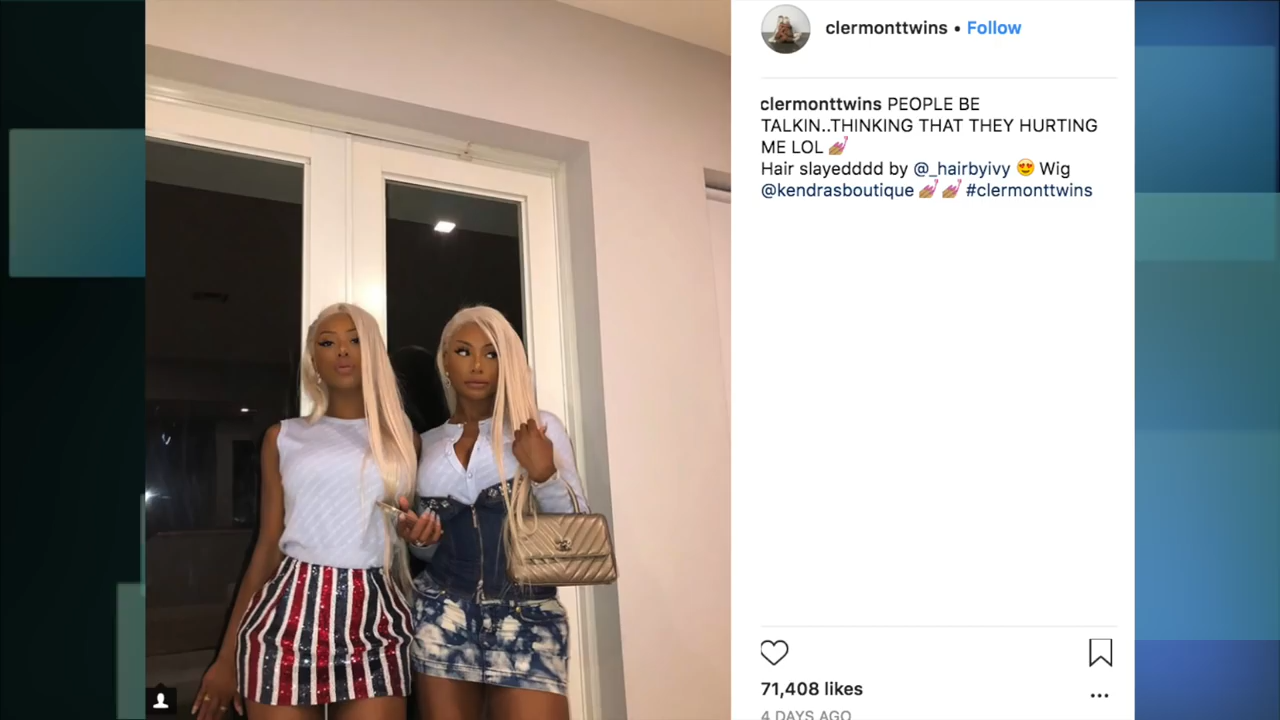 clermonttwins • Follow
clermonttwins PEOPLE BE
TALKIN..THINKING THAT THEY HURTING
ME LOL 💅🏽
Hair slayedddd by @_hairbyivy 😍 Wig
@kendrasboutique 💅🏽 💅🏽 #clermonttwins
71,408 likes
4 DAYS AGO